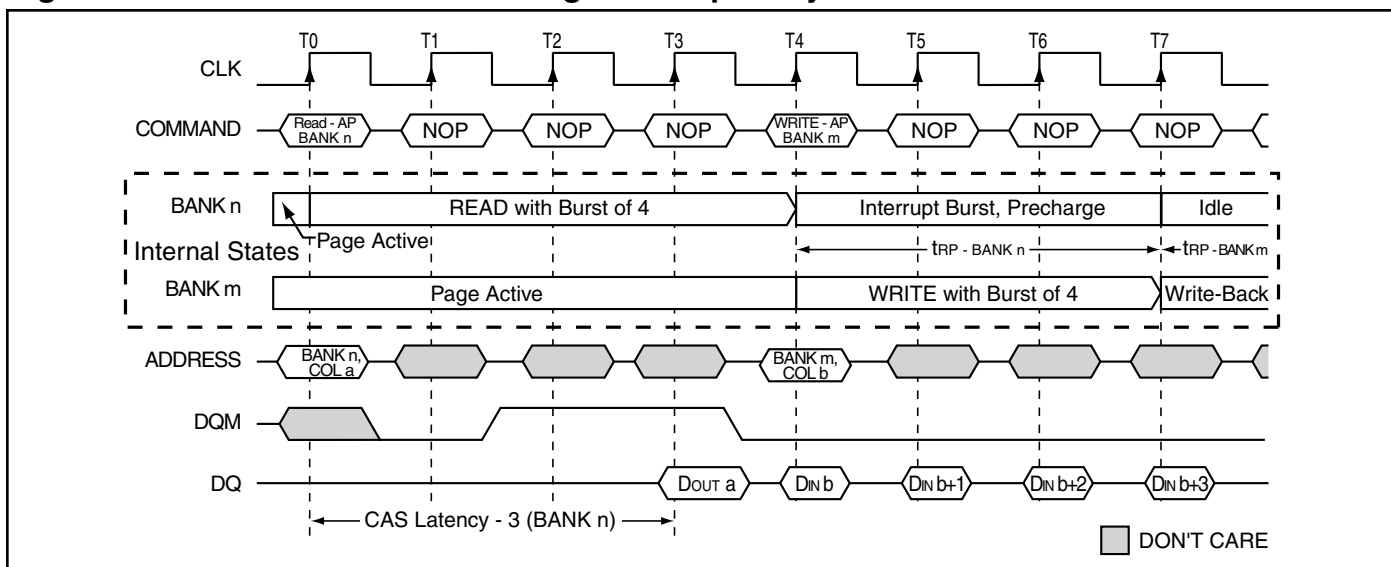 T0 T1 T2 T3 T4 T5 T6 T7
CLK
COMMAND Read - AP BANK n NOP NOP NOP WRITE - AP BANK m NOP NOP NOP
BANK n READ with Burst of 4 Interrupt Burst, Precharge Idle
Page Active tRP - BANK n tRP - BANK m
Internal States
BANK m Page Active WRITE with Burst of 4 Write-Back
ADDRESS BANK n, COL a BANK m, COL b
DQM
DQ DOUT a DIN b DIN b+1 DIN b+2 DIN b+3
CAS Latency - 3 (BANK n)
DON'T CARE